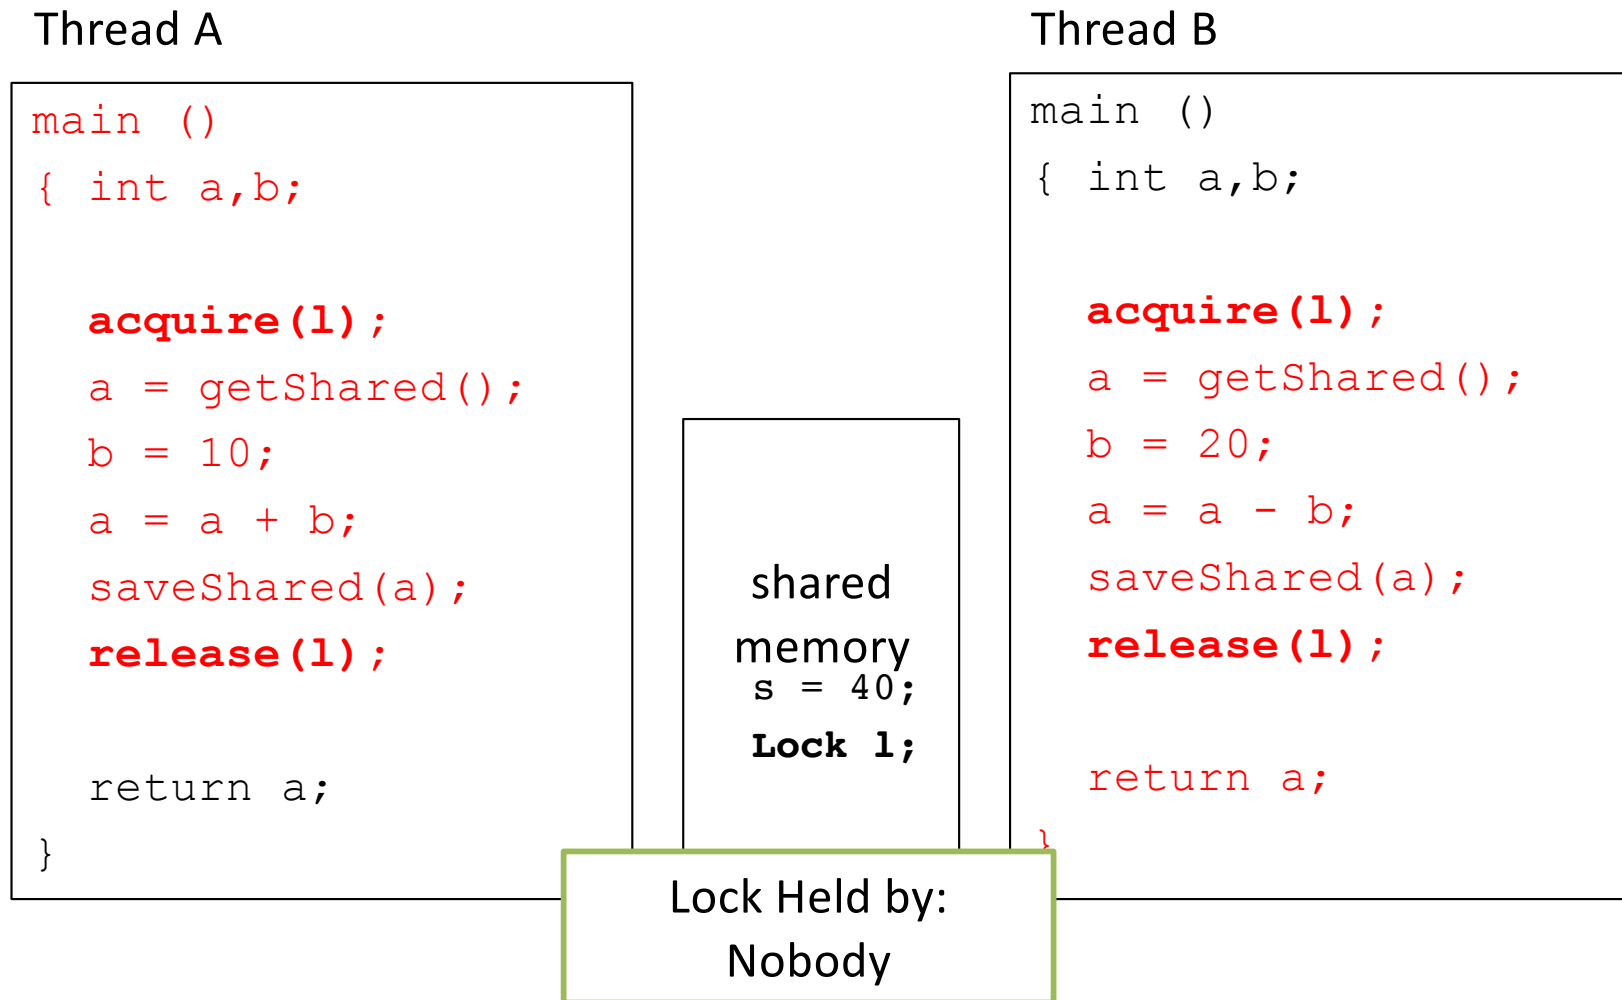 Thread A
main ()
{ int a,b;
acquire(l);
a = getShared();
b = 10;
a = a + b;
saveShared(a);
release(l);
return a;
}
shared
memory
s = 40;
Lock l;
Lock Held by:
Nobody
Thread B
main ()
{ int a,b;
acquire(l);
a = getShared();
b = 20;
a = a - b;
saveShared(a);
release(l);
return a;
}